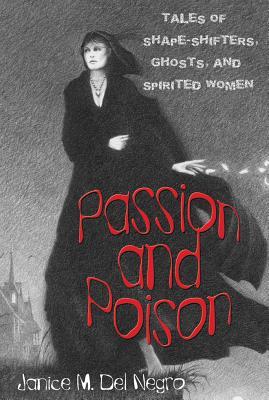 TALES OF
SHAPE-SHIFTERS,
GHOSTS, AND
SPIRITED WOMEN
Passion
and
Poison
Janice M. Del Negro